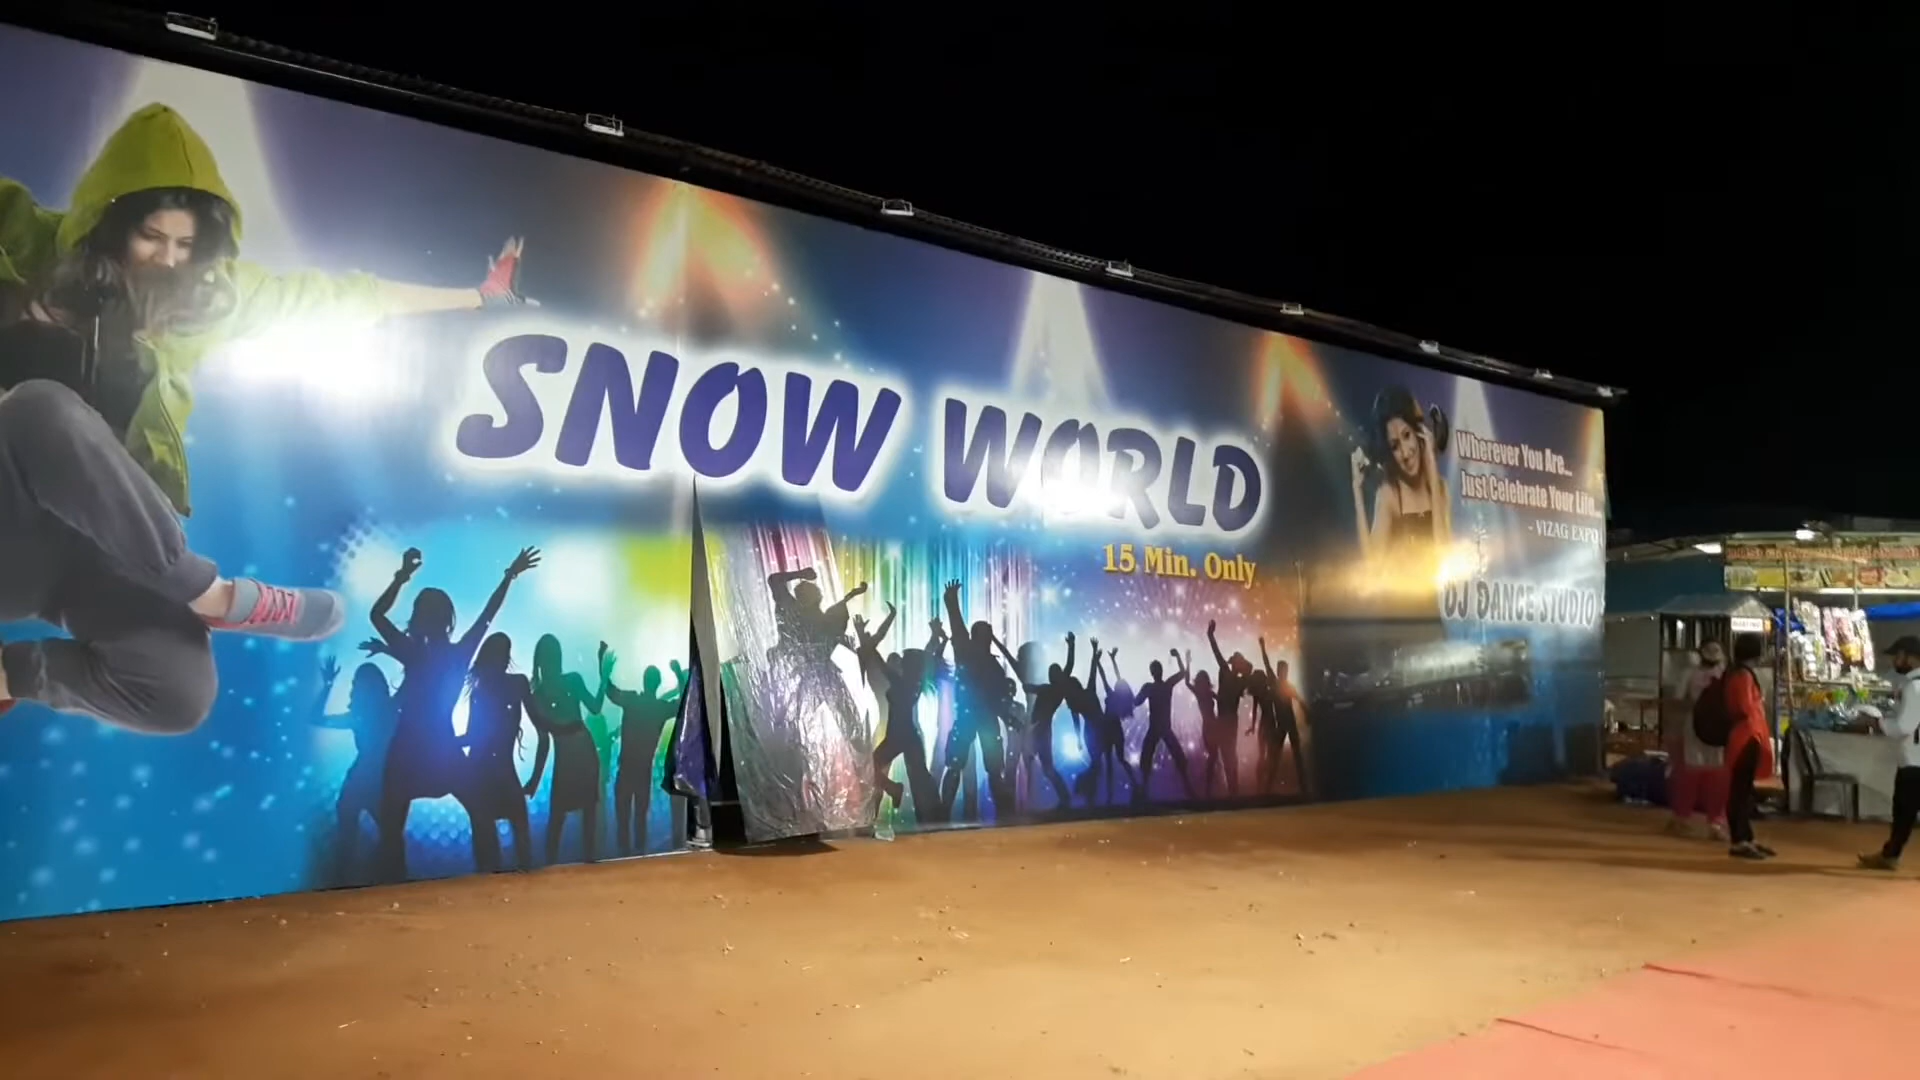 SNOW WORLD
15 Min. Only
Wherever You Are...
Just Celebrate Your Life...
- VIZAG EXPO
DJ DANCE STUDIO